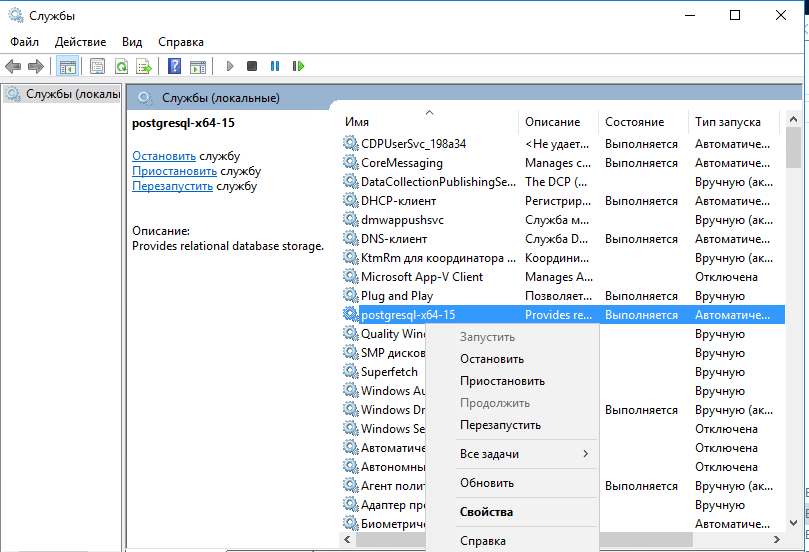 Службы
Файл Действие Вид Справка
Службы (локалы
Службы (локальные)
postgresql-x64-15
Остановить службу
Приостановить службу
Перезапустить службу
Описание:
Provides relational database storage.
Имя Описание Состояние Тип запуска
CDPUserSvc_198a34 <Не удает... Выполняется Автоматиче...
CoreMessaging Manages c... Выполняется Автоматиче...
DataCollectionPublishingSe... The DCP (... Вручную (ак...
DHCP-клиент Регистрир... Выполняется Автоматиче...
dmwappushsvc Служба м... Вручную (ак...
DNS-клиент Служба D... Выполняется Автоматиче...
KtmRm для координатора ... Координи... Вручную (ак...
Microsoft App-V Client Manages A... Отключена
Plug and Play Позволяет... Выполняется Вручную
postgresql-x64-15 Provides re... Выполняется Автоматиче...
Quality Wind Вручную
SMP дисков Вручную
Superfetch Вручную
Windows Au Вручную
Windows Dr Выполняется Вручную (ак...
Windows Se Отключена
Автоматиче Отключена
Автономны Отключена
Агент полит Выполняется Вручную (ак...
Адаптер про Вручную
Биометриче Автоматиче...
Запустить
Остановить
Приостановить
Продолжить
Перезапустить
Все задачи
Обновить
Свойства
Справка